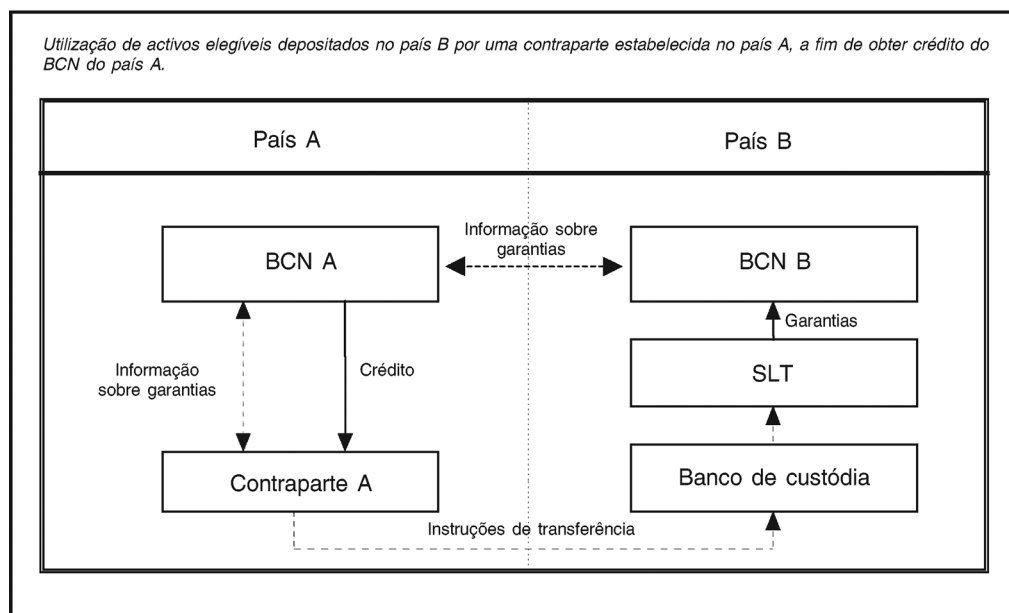 Utilização de activos elegíveis depositados no país B por uma contraparte estabelecida no país A, a fim de obter crédito do
BCN do país A.
País A
País B
Informação sobre
garantias
BCN A
BCN B
Garantias
Informação
sobre garantias
Crédito
SLT
Contraparte A
Banco de custódia
Instruções de transferência